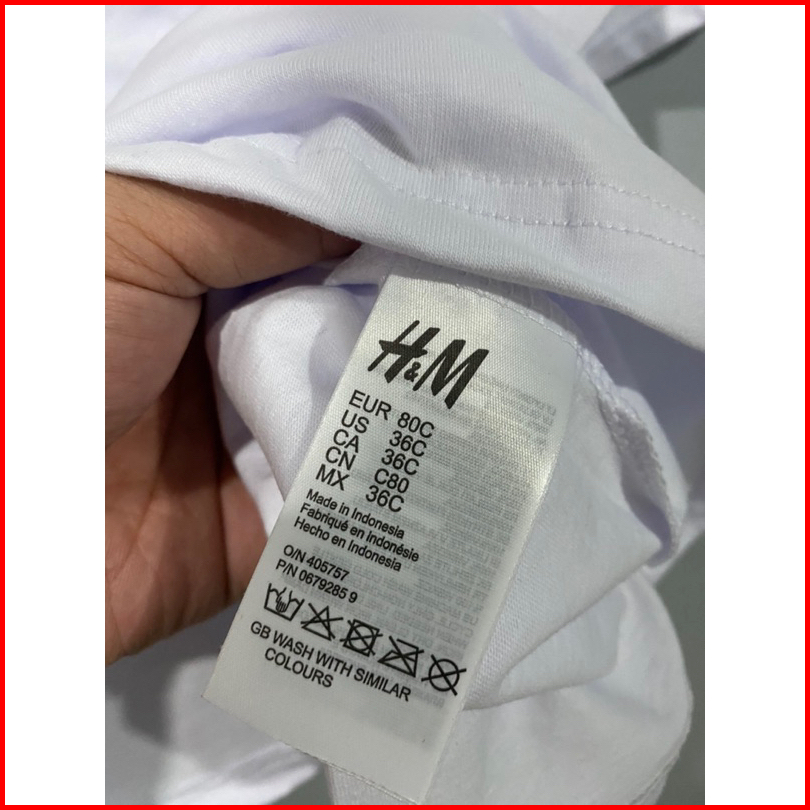 H&M
EUR 80C
US 36C
CA 36C
CN C80
MX 36C
Made in Indonesia
Fabriqué en indonésie
Hecho en Indonesia
O/N 405757
P/N 0679285 9
GB WASH WITH SIMILAR
COLOURS